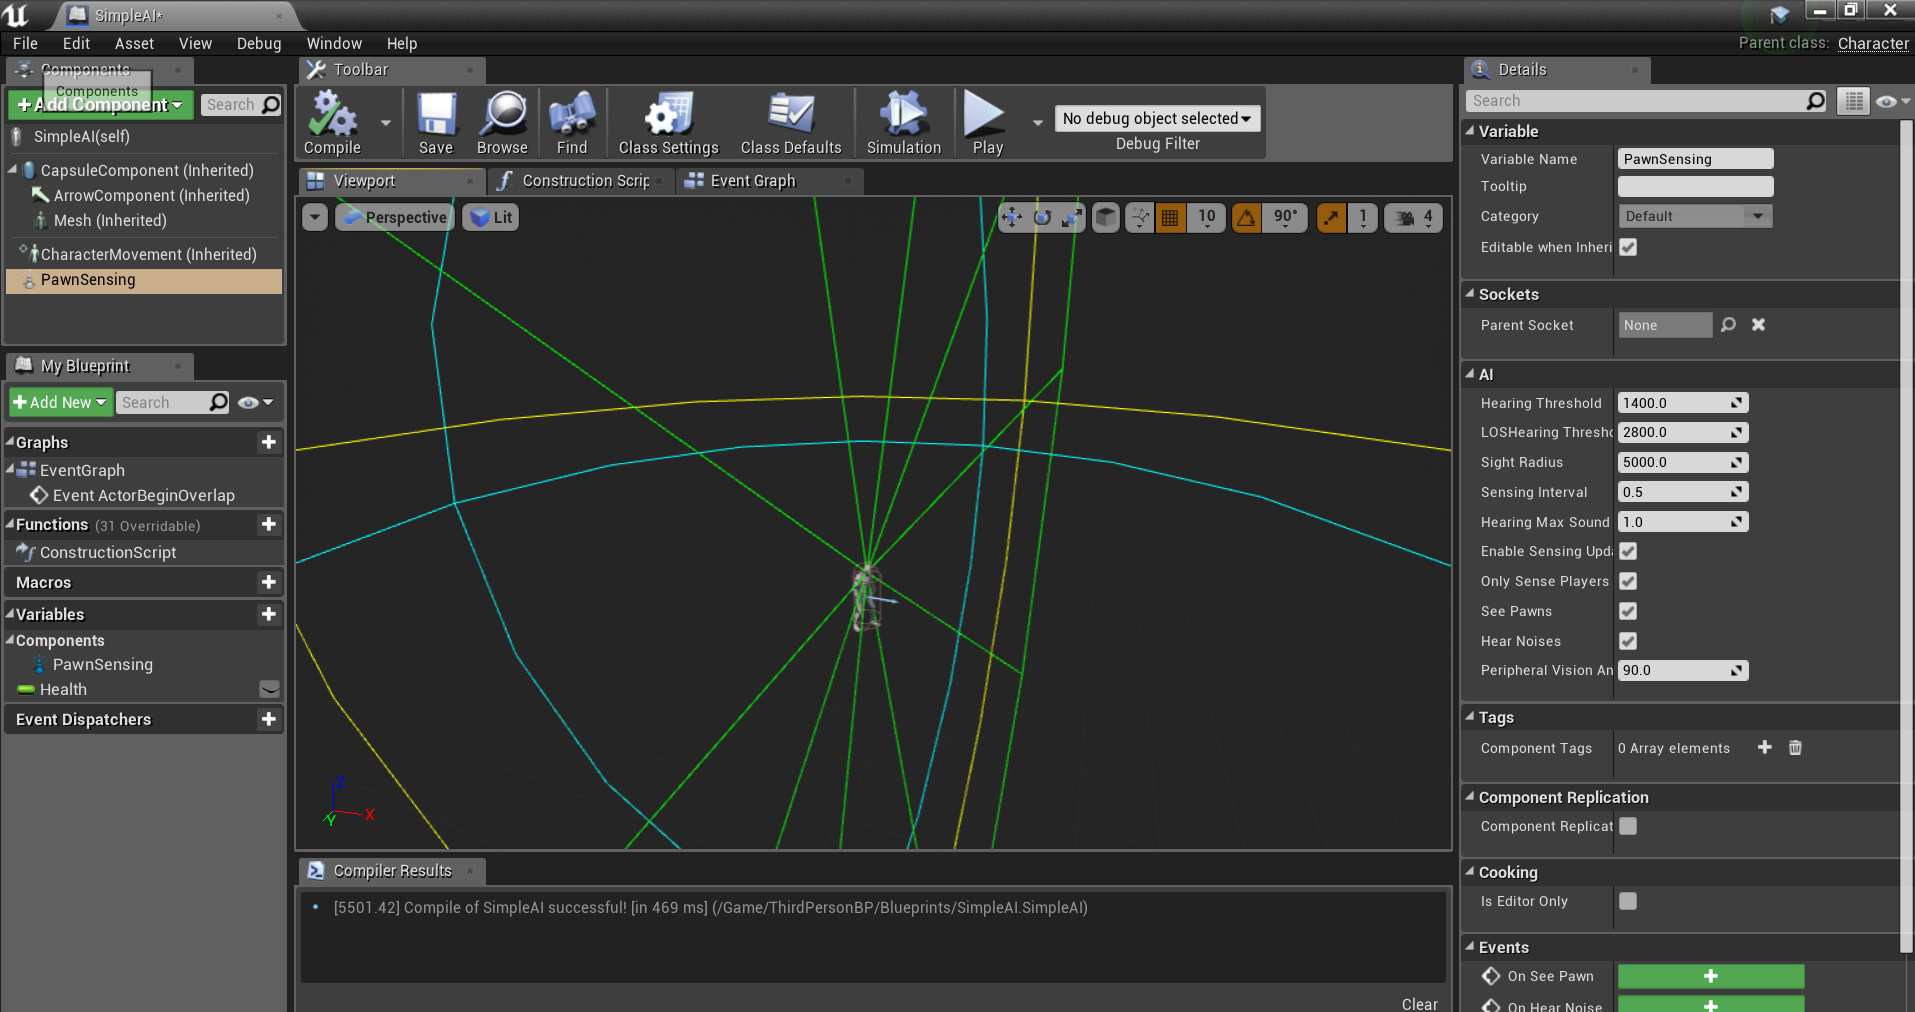 SimpleAI*
File Edit Asset View Debug Window Help
Parent class: Character
Components
Components
Add Component
Search
SimpleAI(self)
CapsuleComponent (Inherited)
ArrowComponent (Inherited)
Mesh (Inherited)
CharacterMovement (Inherited)
PawnSensing
My Blueprint
Add New
Search
Graphs
EventGraph
Event ActorBeginOverlap
Functions (31 Overridable)
ConstructionScript
Macros
Variables
Components
PawnSensing
Health
Event Dispatchers
Toolbar
Compile
Save
Browse
Find
Class Settings
Class Defaults
Simulation
Play
No debug object selected
Debug Filter
Viewport
Construction Scrip
Event Graph
Perspective
Lit
10
90°
1
4
Z
X
Y
Compiler Results
[5501.42] Compile of SimpleAI successful! [in 469 ms] (/Game/ThirdPersonBP/Blueprints/SimpleAI.SimpleAI)
Clear
Details
Search
Variable
Variable Name PawnSensing
Tooltip
Category Default
Editable when Inheri
Sockets
Parent Socket None
AI
Hearing Threshold 1400.0
LOSHearing Thresho 2800.0
Sight Radius 5000.0
Sensing Interval 0.5
Hearing Max Sound 1.0
Enable Sensing Upda
Only Sense Players
See Pawns
Hear Noises
Peripheral Vision An 90.0
Tags
Component Tags 0 Array elements
Component Replication
Component Replicat
Cooking
Is Editor Only
Events
On See Pawn
On Hear Noise